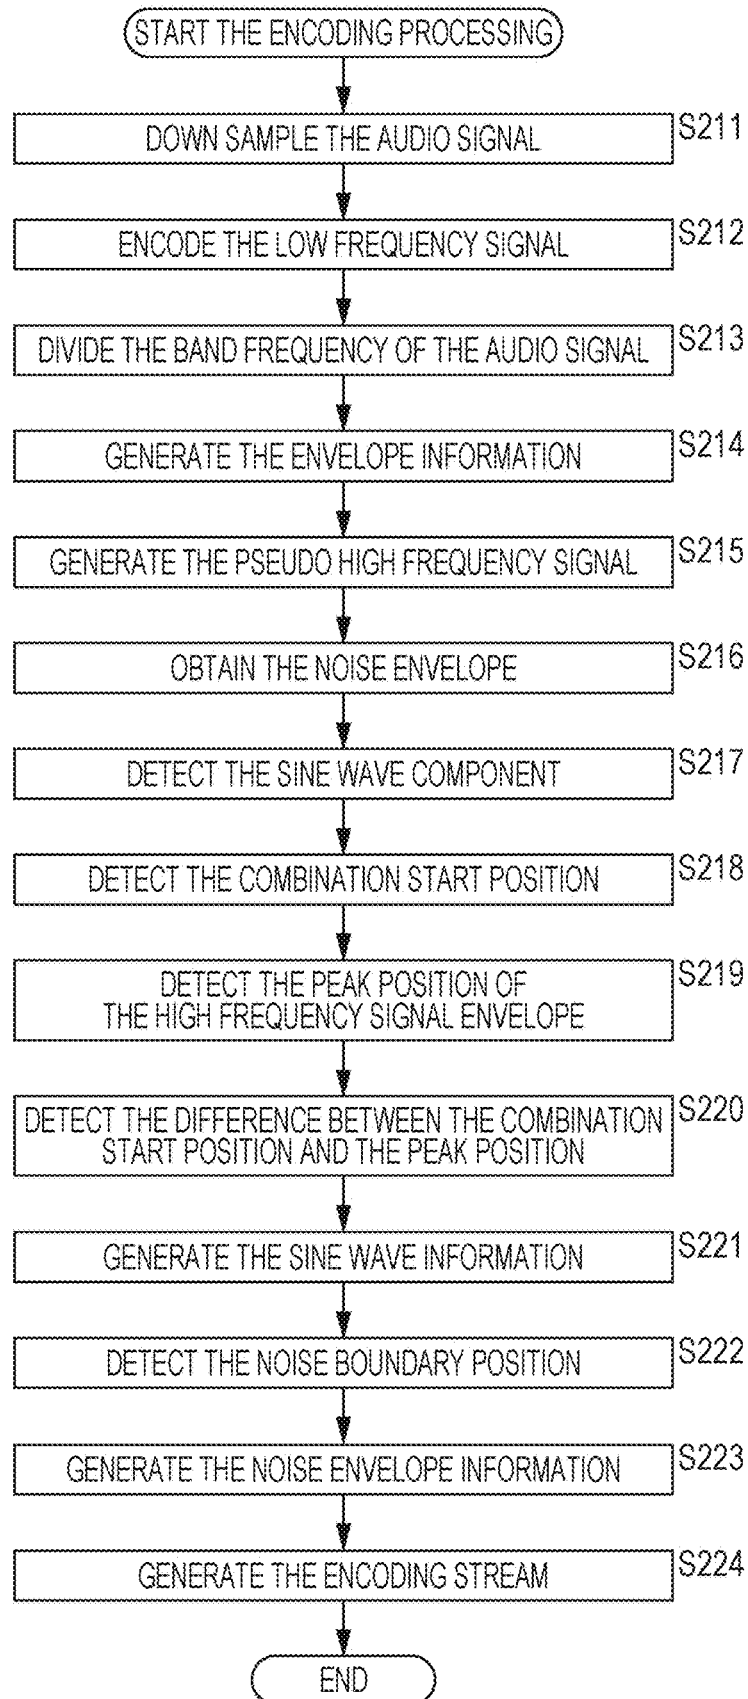 START THE ENCODING PROCESSING
DOWN SAMPLE THE AUDIO SIGNAL
S211
ENCODE THE LOW FREQUENCY SIGNAL
S212
DIVIDE THE BAND FREQUENCY OF THE AUDIO SIGNAL
S213
GENERATE THE ENVELOPE INFORMATION
S214
GENERATE THE PSEUDO HIGH FREQUENCY SIGNAL
S215
OBTAIN THE NOISE ENVELOPE
S216
DETECT THE SINE WAVE COMPONENT
S217
DETECT THE COMBINATION START POSITION
S218
DETECT THE PEAK POSITION OF
THE HIGH FREQUENCY SIGNAL ENVELOPE
S219
DETECT THE DIFFERENCE BETWEEN THE COMBINATION
START POSITION AND THE PEAK POSITION
S220
GENERATE THE SINE WAVE INFORMATION
S221
DETECT THE NOISE BOUNDARY POSITION
S222
GENERATE THE NOISE ENVELOPE INFORMATION
S223
GENERATE THE ENCODING STREAM
S224
END